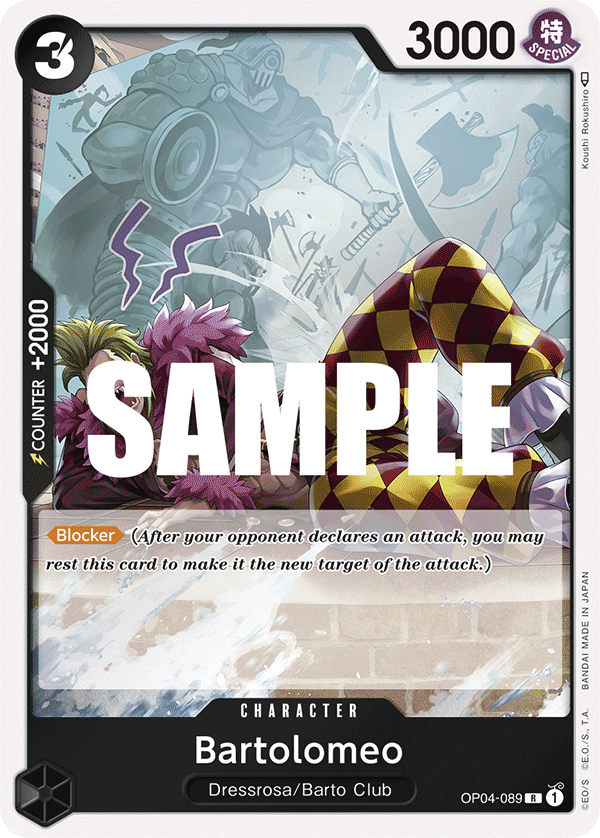 3
3000
特
SPECIAL
Koushi Rokushiro
COUNTER +2000
SAMPLE
Blocker (After your opponent declares an attack, you may
rest this card to make it the new target of the attack.)
BANDAI MADE IN JAPAN
©EO/S ©E.O./S., T.A.
CHARACTER
Bartolomeo
Dressrosa/Barto Club
OP04-089 R 1